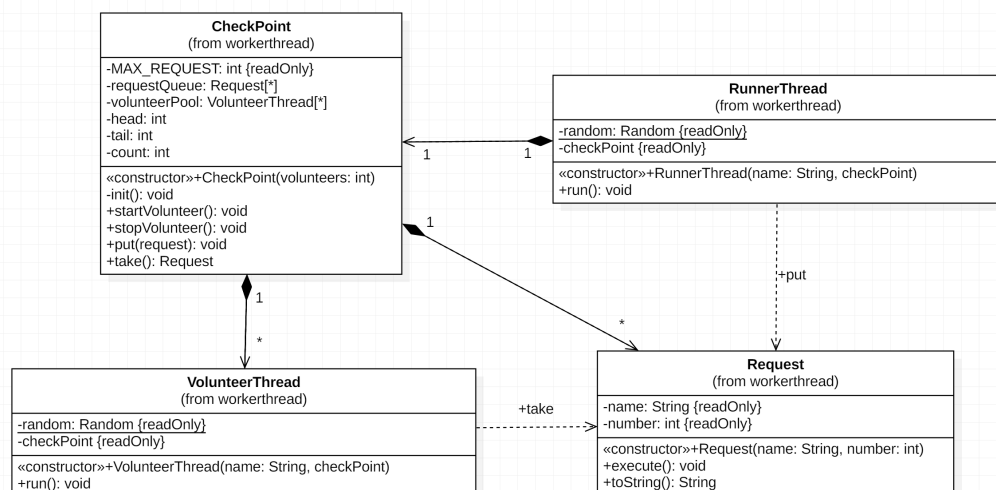 CheckPoint
(from workerthread)
-MAX_REQUEST: int {readOnly}
-requestQueue: Request[*]
-volunteerPool: VolunteerThread[*]
-head: int
-tail: int
-count: int
«constructor»+CheckPoint(volunteers: int)
-init(): void
+startVolunteer(): void
+stopVolunteer(): void
+put(request): void
+take(): Request
RunnerThread
(from workerthread)
-random: Random {readOnly}
-checkPoint {readOnly}
«constructor»+RunnerThread(name: String, checkPoint)
+run(): void
1
1
1
*
1
*
+put
+take
VolunteerThread
(from workerthread)
-random: Random {readOnly}
-checkPoint {readOnly}
«constructor»+VolunteerThread(name: String, checkPoint)
+run(): void
Request
(from workerthread)
-name: String {readOnly}
-number: int {readOnly}
«constructor»+Request(name: String, number: int)
+execute(): void
+toString(): String